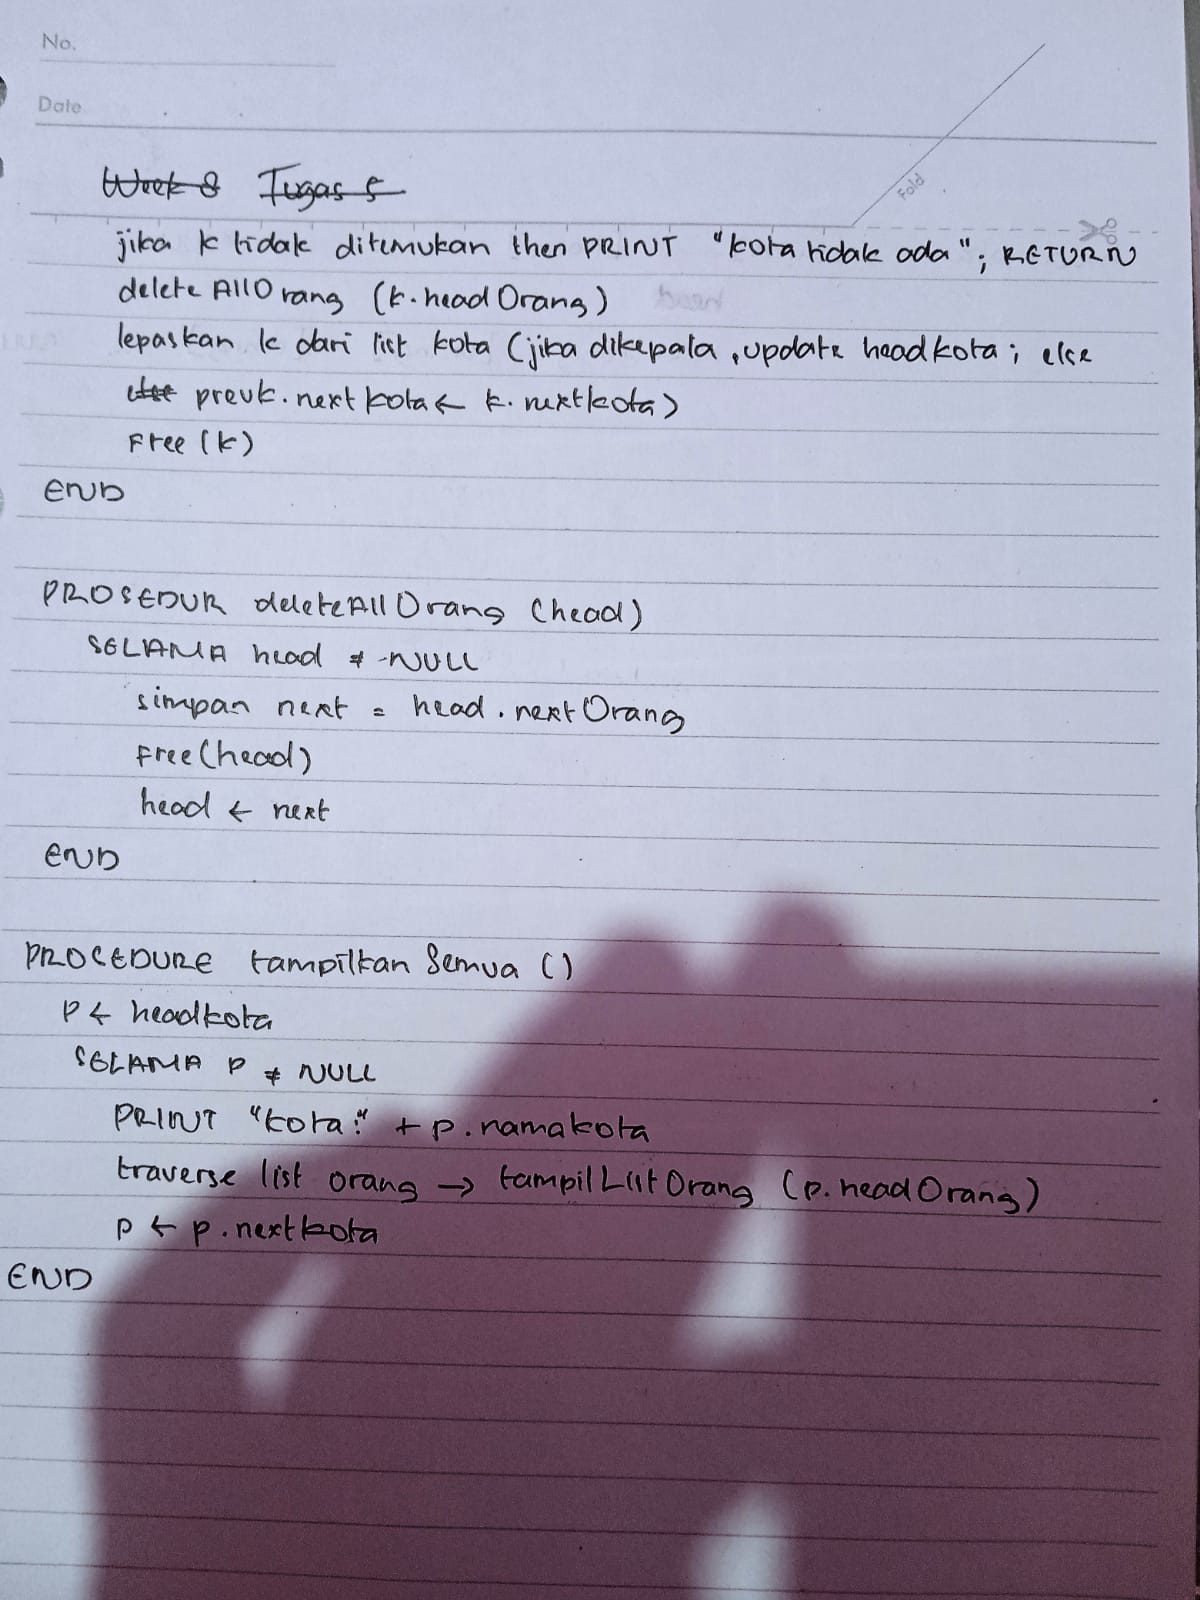 No.
Date
Week 8 Tugas 5
Fold
jika k tidak ditemukan then PRINT "kota tidak ada"; RETURN
delete AllOrang (k.head Orang)
lepaskan k dari list kota (jika dikepala, update headkota; else
else prevk.next kota ← k.nextkota)
Free (k)
END
PROSEDUR deleteAllOrang (head)
SELAMA head ≠ NULL
simpan next = head.nextOrang
Free(head)
head ← next
END
PROCEDURE tampilkan Semua ()
P ← headkota
SELAMA P ≠ NULL
PRINT "kota:" + p.namakota
traverse list orang → tampilListOrang (p.headOrang)
p ← p.nextkota
END